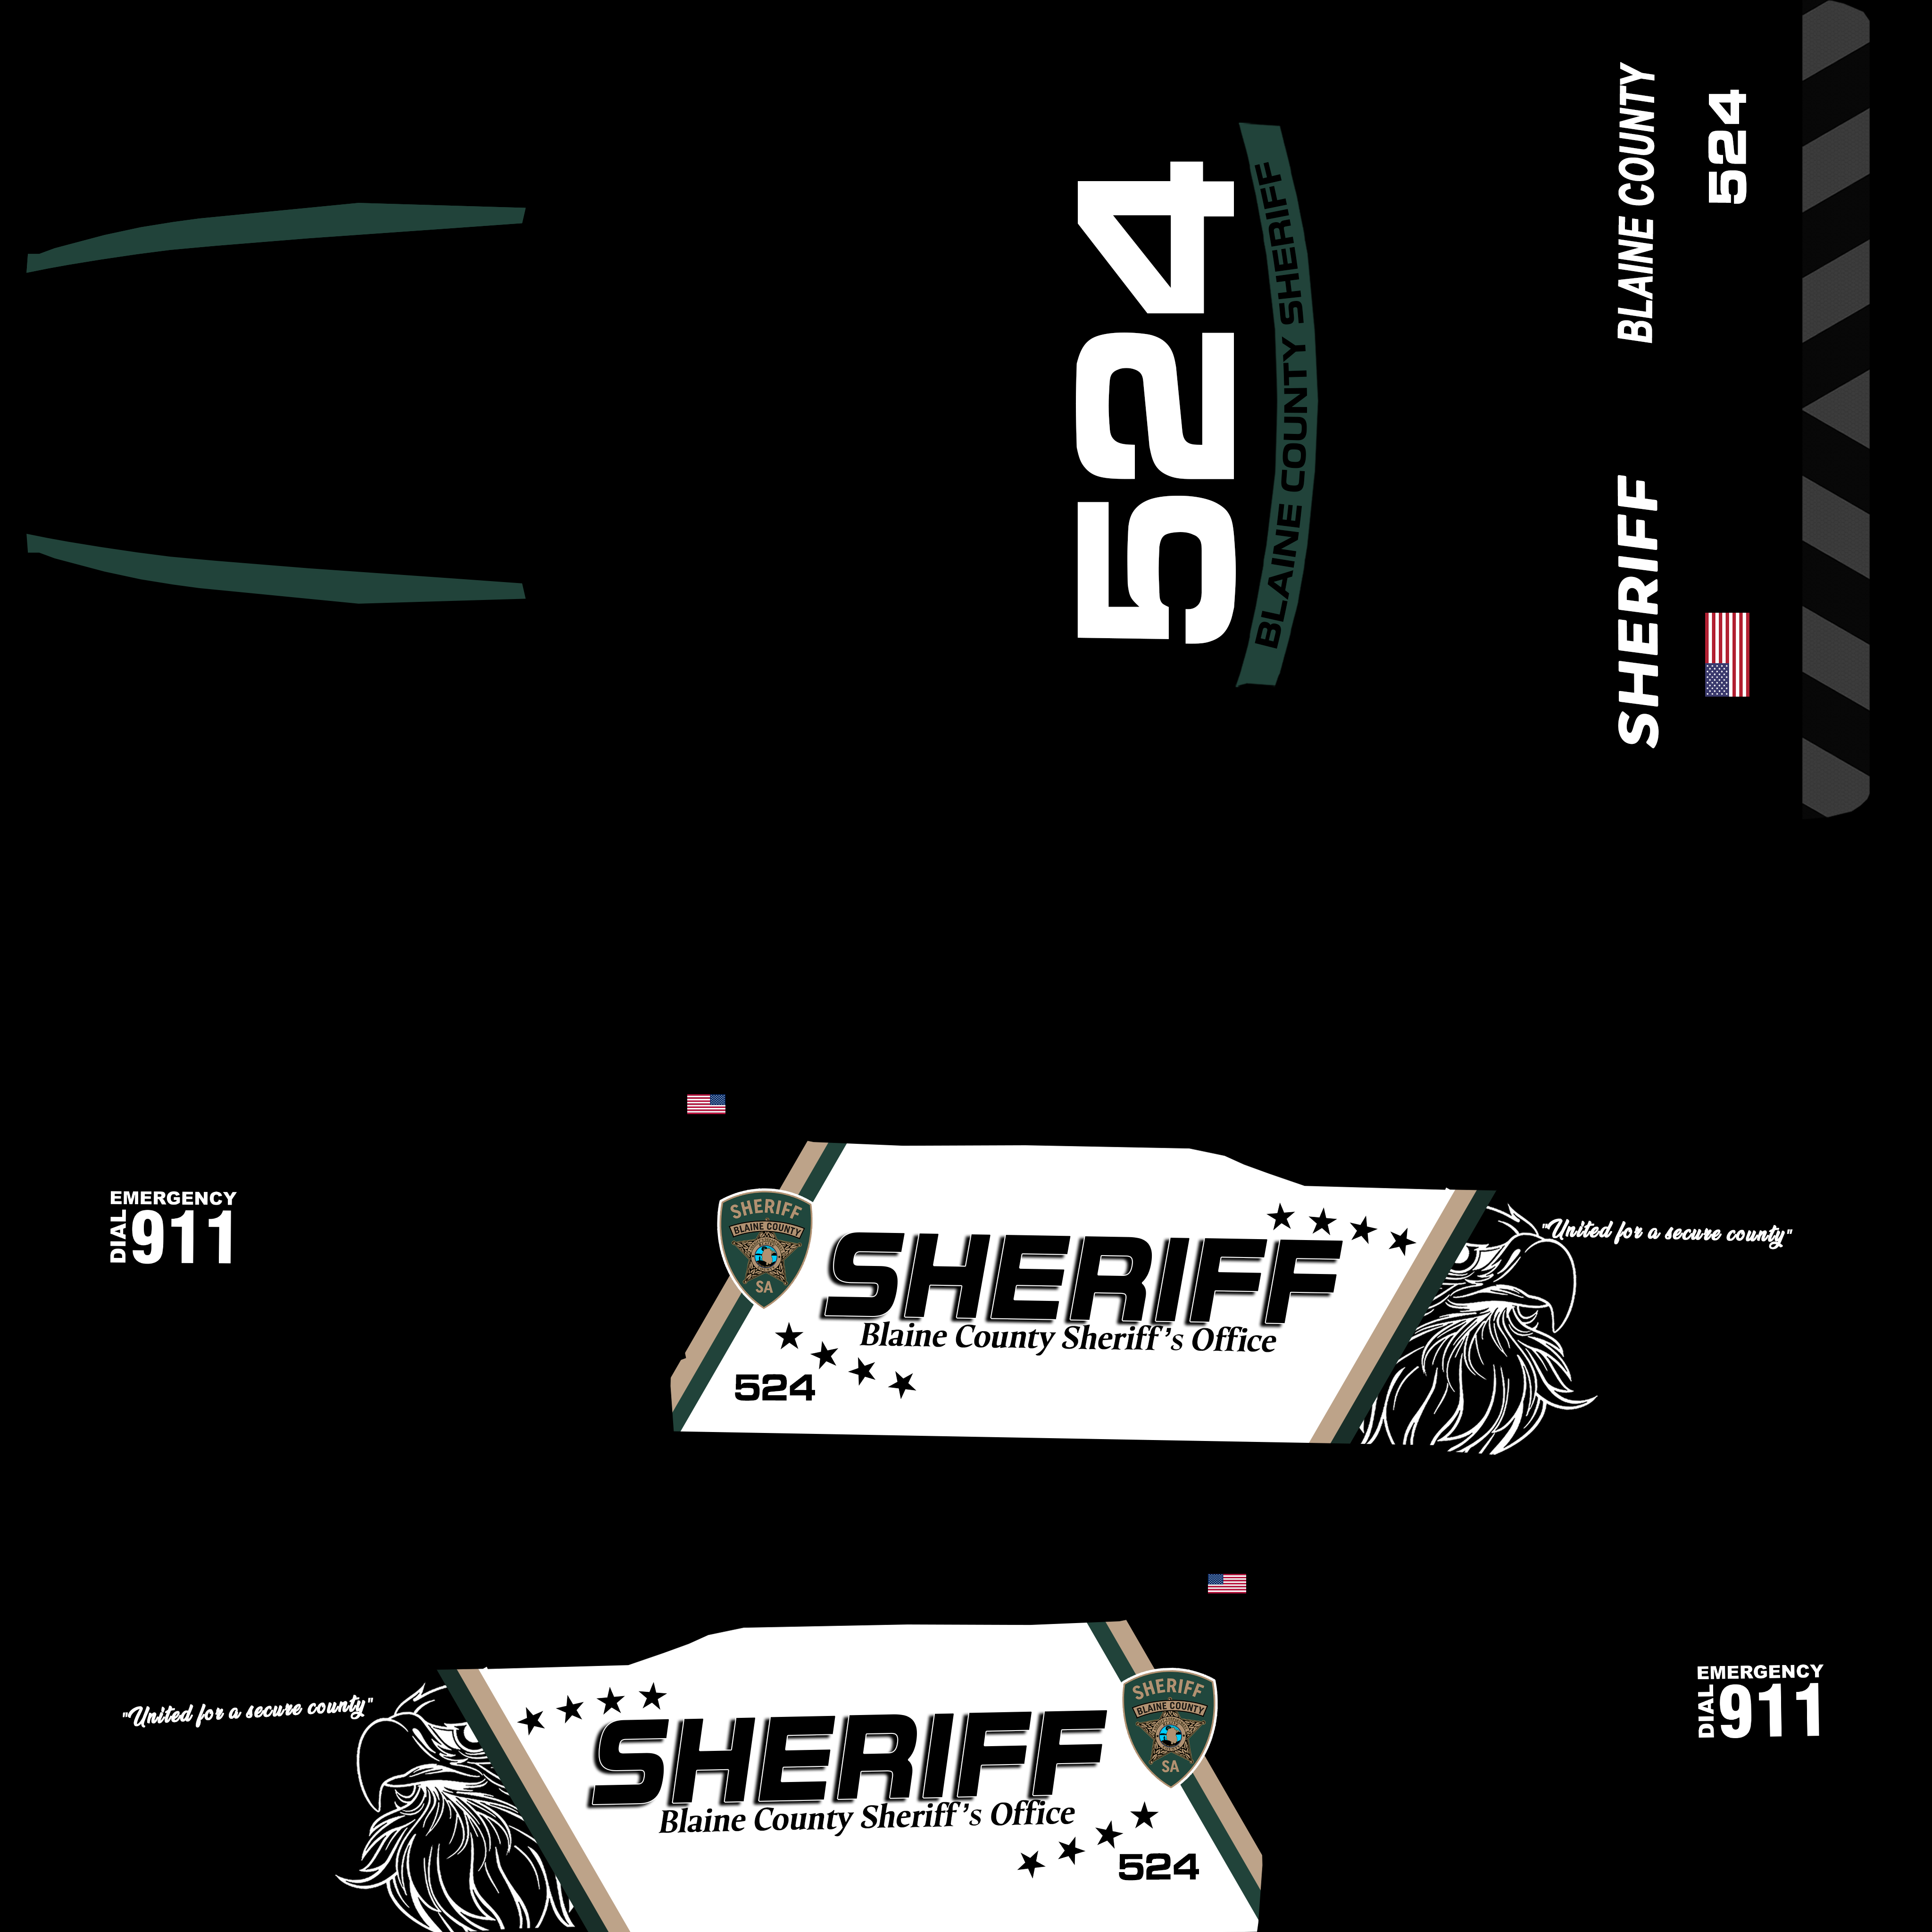 524
BLAINE COUNTY SHERIFF
BLAINE COUNTY
SHERIFF
524
EMERGENCY
DIAL 911
SHERIFF
BLAINE COUNTY
SA
SHERIFF
Blaine County Sheriff's Office
524
"United for a secure county"
"United for a secure county"
SHERIFF
Blaine County Sheriff's Office
524
SHERIFF
BLAINE COUNTY
SA
EMERGENCY
DIAL 911